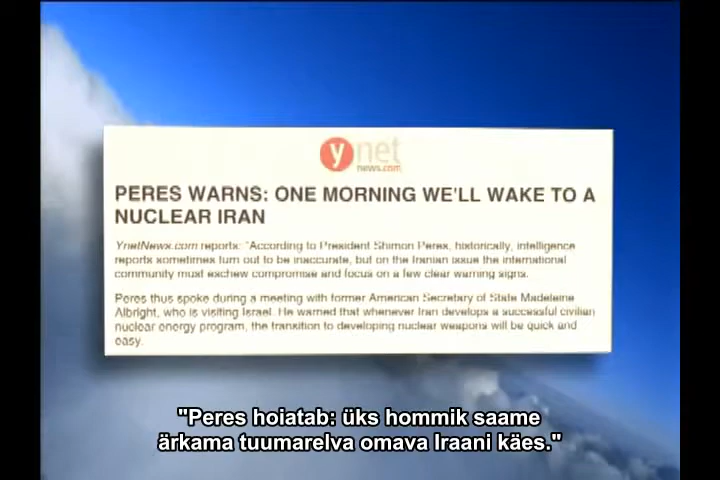 ynet
news.com
PERES WARNS: ONE MORNING WE'LL WAKE TO A
NUCLEAR IRAN
YnetNews.com reports: "According to President Shimon Peres, historically, intelligence
reports sometimes turn out to be inaccurate, but on the Iranian issue the international
community must eschew compromise and focus on a few clear warning signs.
Peres thus spoke during a meeting with former American Secretary of State Madeleine
Albright, who is visiting Israel. He warned that whenever Iran develops a successful civilian
nuclear energy program, the transition to developing nuclear weapons will be quick and
easy.
"Peres hoiatab: üks hommik saame
ärkama tuumarelva omava Iraani käes."